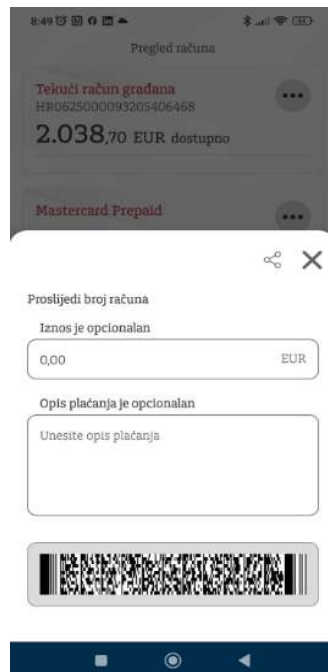 8:49
Pregled računa
Tekući račun građana
HR0625000093205406468
2.038,70 EUR dostupno
Mastercard Prepaid
Proslijedi broj računa
Iznos je opcionalan
0,00 EUR
Opis plaćanja je opcionalan
Unesite opis plaćanja